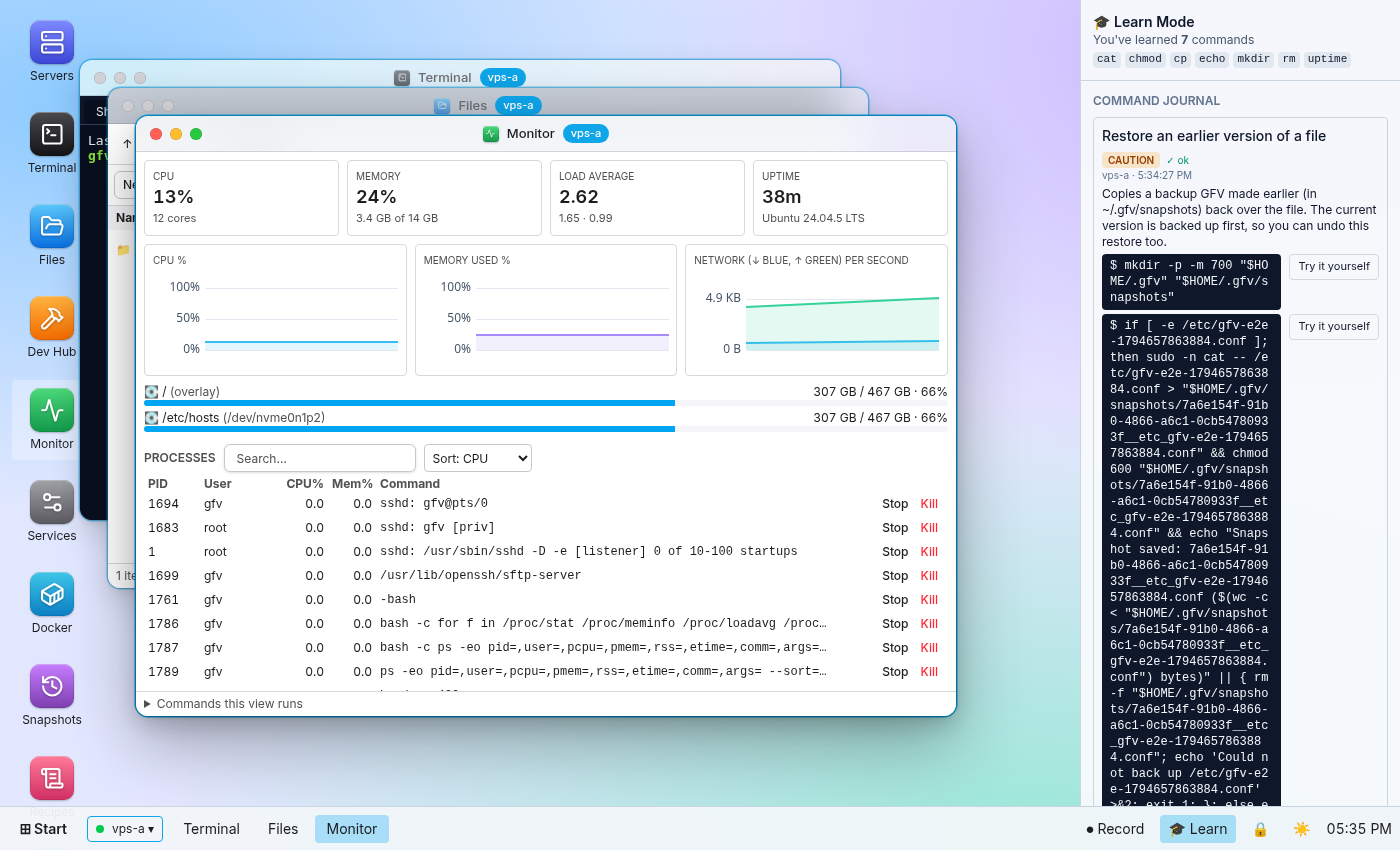 Servers
Terminal
Files
Dev Hub
Monitor
Services
Docker
Snapshots
Recipes
Terminal vps-a
Files vps-a
Monitor vps-a
CPU
13%
12 cores
MEMORY
24%
3.4 GB of 14 GB
LOAD AVERAGE
2.62
1.65 · 0.99
UPTIME
38m
Ubuntu 24.04.5 LTS
CPU %
100%
50%
0%
MEMORY USED %
100%
50%
0%
NETWORK (↓ BLUE, ↑ GREEN) PER SECOND
4.9 KB
0 B
/ (overlay) 307 GB / 467 GB · 66%
/etc/hosts (/dev/nvme0n1p2) 307 GB / 467 GB · 66%
PROCESSES Search... Sort: CPU
PID User CPU% Mem% Command
1694 gfv 0.0 0.0 sshd: gfv@pts/0 Stop Kill
1683 root 0.0 0.0 sshd: gfv [priv] Stop Kill
1 root 0.0 0.0 sshd: /usr/sbin/sshd -D -e [listener] 0 of 10-100 startups Stop Kill
1699 gfv 0.0 0.0 /usr/lib/openssh/sftp-server Stop Kill
1761 gfv 0.0 0.0 -bash Stop Kill
1786 gfv 0.0 0.0 bash -c for f in /proc/stat /proc/meminfo /proc/loadavg /proc… Stop Kill
1787 gfv 0.0 0.0 bash -c ps -eo pid=,user=,pcpu=,pmem=,rss=,etime=,comm=,args=… Stop Kill
1789 gfv 0.0 0.0 ps -eo pid=,user=,pcpu=,pmem=,rss=,etime=,comm=,args= --sort=… Stop Kill
▶ Commands this view runs
🎓 Learn Mode
You've learned 7 commands
cat chmod cp echo mkdir rm uptime
COMMAND JOURNAL
Restore an earlier version of a file
CAUTION ✓ ok
vps-a · 5:34:27 PM
Copies a backup GFV made earlier (in
~/.gfv/snapshots) back over the file. The current
version is backed up first, so you can undo this
restore too.
$ mkdir -p -m 700 "$HO
ME/.gfv" "$HOME/.gfv/s
napshots"
Try it yourself
$ if [ -e /etc/gfv-e2e
-1794657863884.conf ];
then sudo -n cat -- /e
tc/gfv-e2e-17946578638
84.conf > "$HOME/.gfv/
snapshots/7a6e154f-91b
0-4866-a6c1-0cb5478093
3f__etc_gfv-e2e-179465
7863884.conf" && chmod
600 "$HOME/.gfv/snapsh
ots/7a6e154f-91b0-4866
-a6c1-0cb54780933f__et
c_gfv-e2e-179465786388
4.conf" && echo "Snaps
hot saved: 7a6e154f-91
b0-4866-a6c1-0cb547809
33f__etc_gfv-e2e-17946
57863884.conf ($(wc -c
< "$HOME/.gfv/snapshot
s/7a6e154f-91b0-4866-a
6c1-0cb54780933f__etc_
gfv-e2e-1794657863884.
conf") bytes)" || { rm
-f "$HOME/.gfv/snapsho
ts/7a6e154f-91b0-4866-
a6c1-0cb54780933f__etc
_gfv-e2e-179465786388
4.conf"; echo 'Could n
ot back up /etc/gfv-e2
e-1794657863884.conf'
>&2; exit 1; }; else e
Try it yourself
⊞ Start
vps-a ▾
Terminal
Files
Monitor
● Record
🎓 Learn
05:35 PM